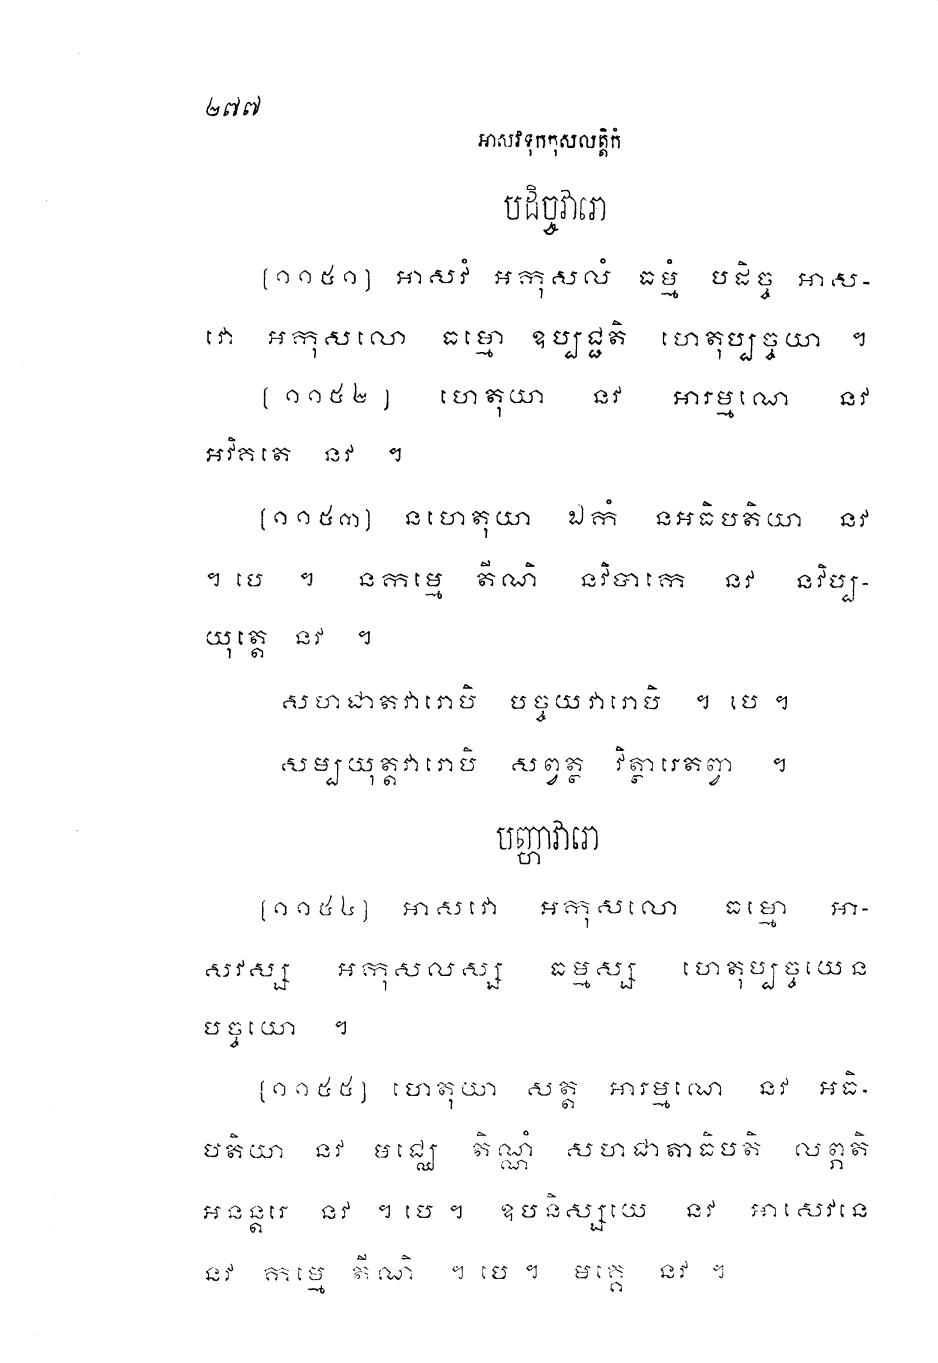 ២៧៧
អាសវទុកកុសលត្តិកំ
បដិច្ចវារោ
[១១៥១] អាសវំ អកុសលំ ធម្មំ បដិច្ច អាស-
វោ អកុសលោ ធម្មោ ឧប្បជ្ជតិ ហេតុប្បច្ចយា ។
[១១៥២] ហេតុយា នវ អារម្មណេ នវ
អវិគតេ នវ ។
[១១៥៣] នហេតុយា ឯកំ នអធិបតិយា នវ
។ បេ ។ នកម្មេ តីណិ នវិបាកេ នវ នវិប្ប-
យុត្តេ នវ ។
សហជាតវារោបិ បច្ចយវារោបិ ។ បេ ។
សម្បយុត្តវារោបិ សព្វត្ថ វិត្ថារេតព្វា ។
បញ្ហាវារោ
[១១៥៤] អាសវោ អកុសលោ ធម្មោ អា-
សវស្ស អកុសលស្ស ធម្មស្ស ហេតុប្បច្ចយេន
បច្ចយោ ។
[១១៥៥] ហេតុយា សត្ត អារម្មណេ នវ អធិ-
បតិយា នវ មជ្ឈេ តិណ្ណំ សហជាតាធិបតិ លព្ភតិ
អនន្តរេ នវ ។ បេ ។ ឧបនិស្សយេ នវ អាសេវនេ
នវ កម្មេ តីណិ ។ បេ ។ មគ្គេ នវ ។